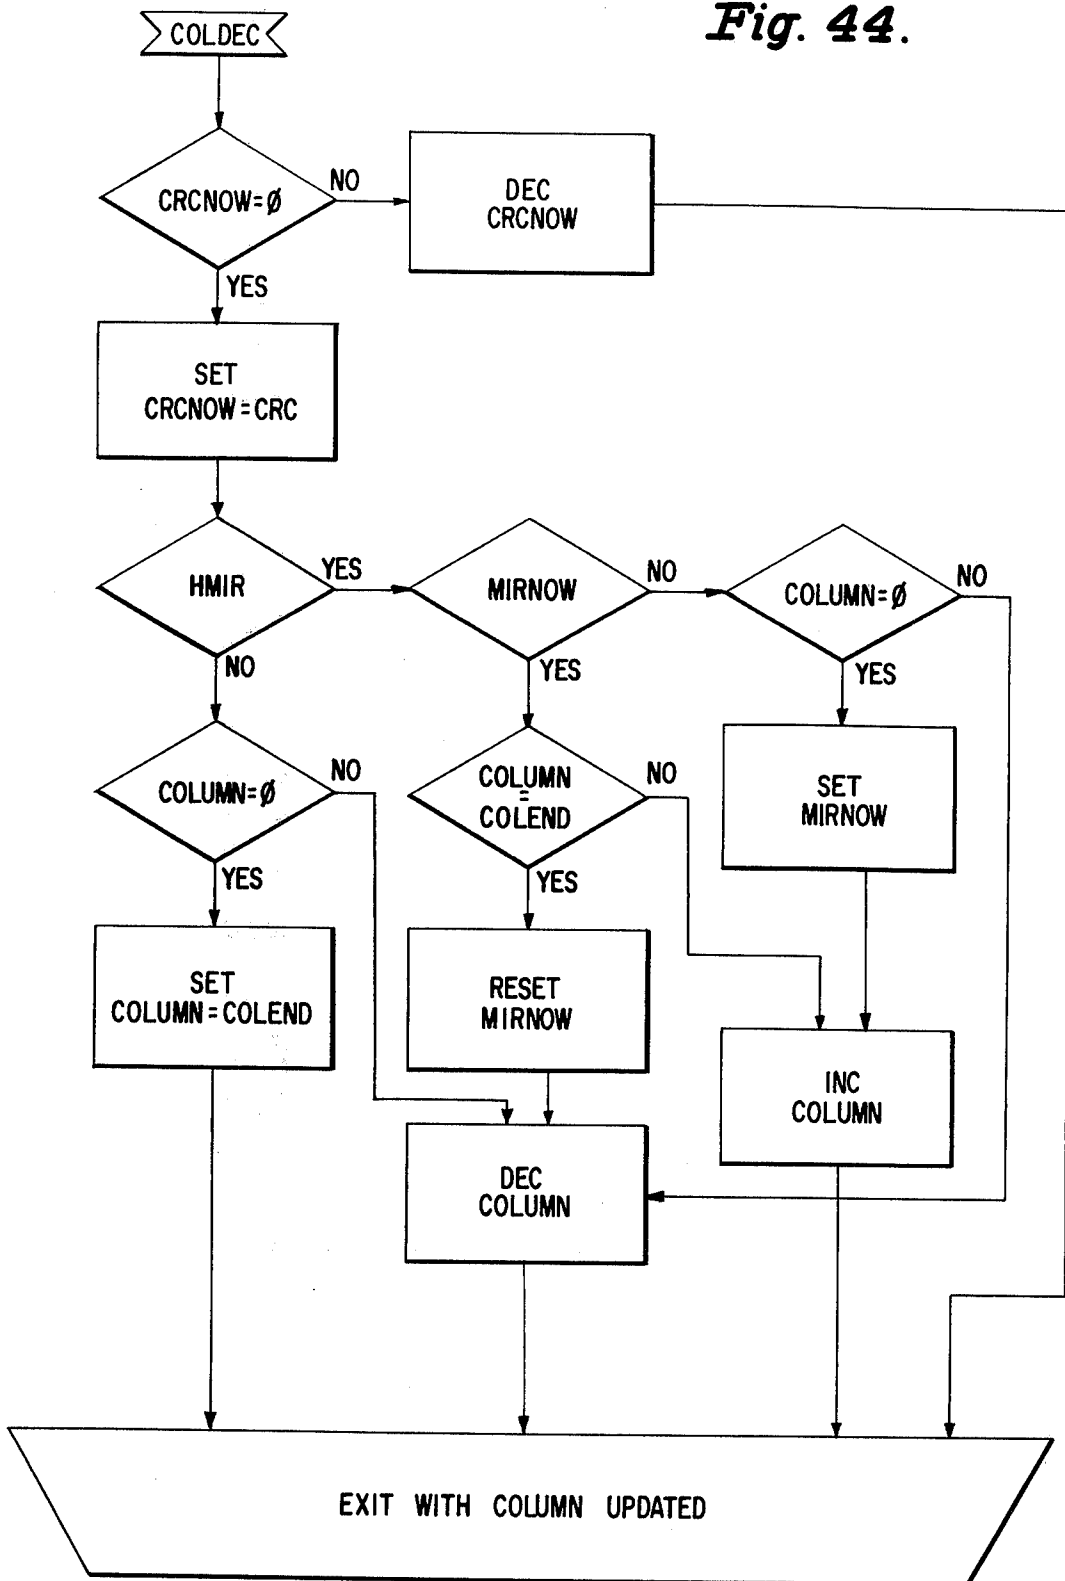 Fig. 44.
COLDEC
CRCNOW=Ø
NO
DEC
CRCNOW
YES
SET
CRCNOW=CRC
HMIR
YES
MIRNOW
NO
COLUMN=Ø
NO
NO
YES
YES
COLUMN=Ø
NO
COLUMN
=
COLEND
NO
SET
MIRNOW
YES
YES
SET
COLUMN=COLEND
RESET
MIRNOW
INC
COLUMN
DEC
COLUMN
EXIT WITH COLUMN UPDATED